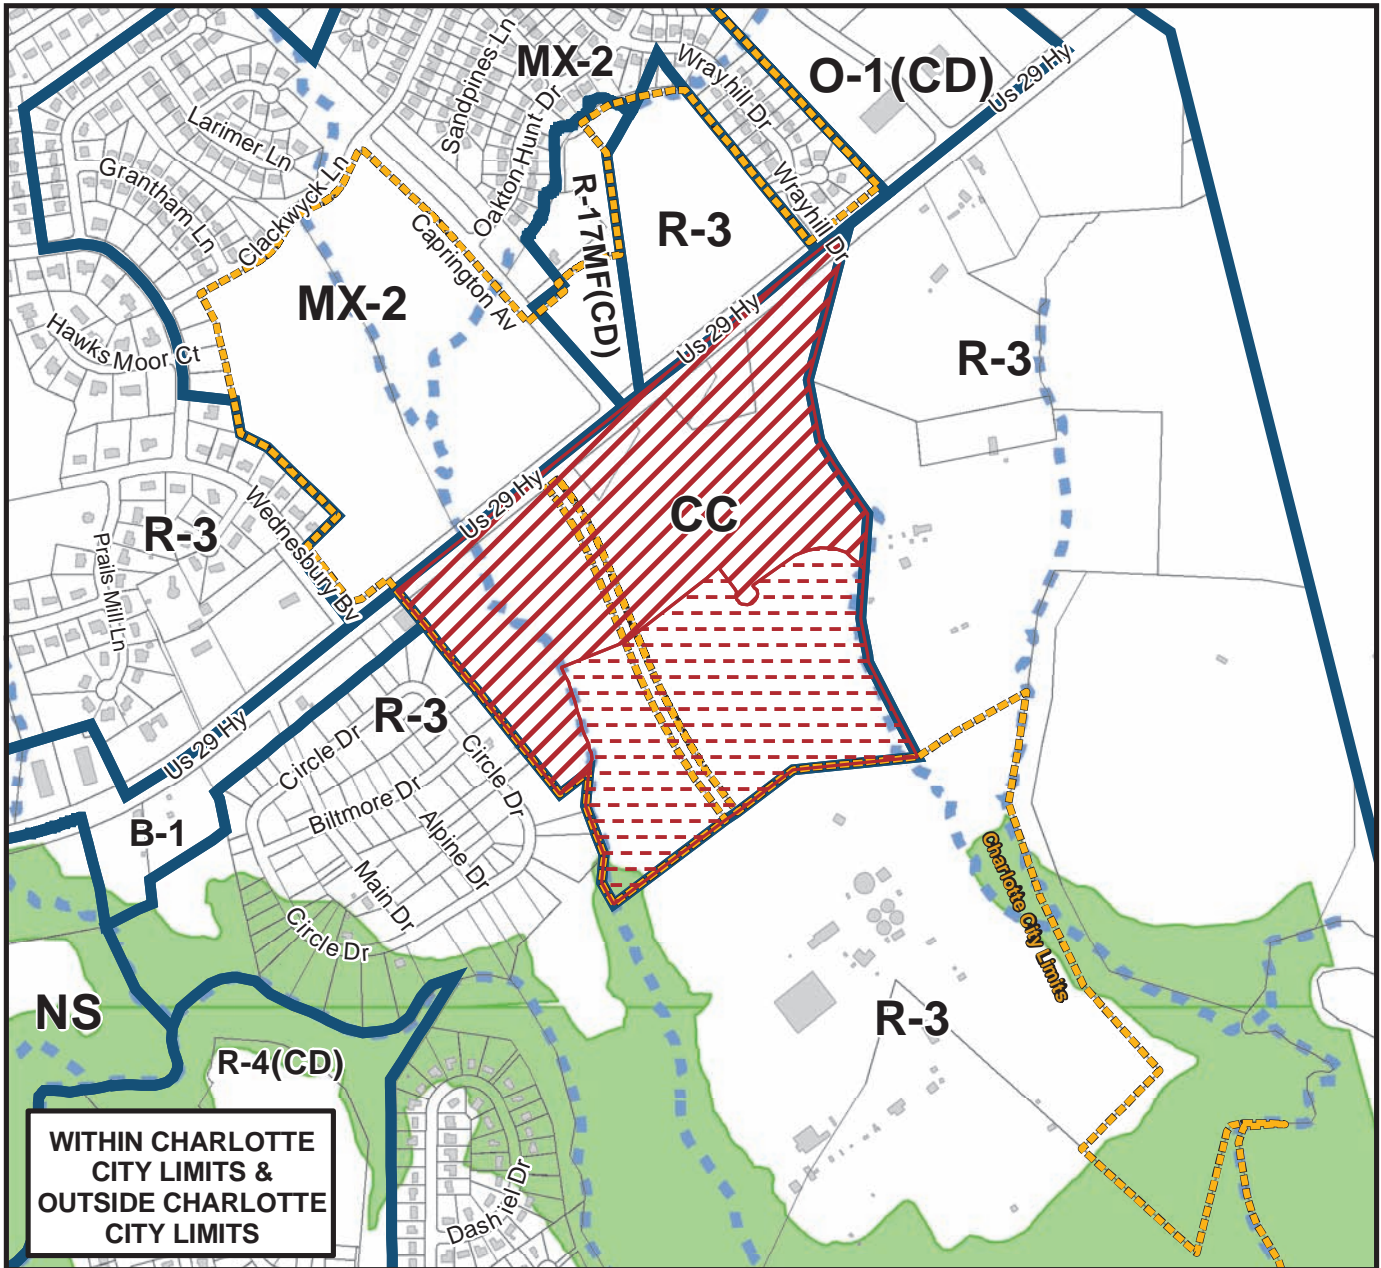 MX-2
O-1(CD)
Us 29 Hy
Sandpines Ln
Wrayhill Dr
Larimer Ln
Oakton Hunt Dr
Grantham Ln
Clackwyck Ln
Wrayhill Dr
R-17MF(CD)
R-3
Caprington Av
MX-2
Us 29 Hy
Hawks Moor Ct
R-3
Us 29 Hy
CC
Wednesbury Bv
R-3
Prails Mill Ln
R-3
Us 29 Hy
Circle Dr
Circle Dr
Biltmore Dr
B-1
Alpine Dr
Main Dr
Circle Dr
Charlotte City Limits
NS
R-3
R-4(CD)
WITHIN CHARLOTTE
CITY LIMITS &
OUTSIDE CHARLOTTE
CITY LIMITS
Dashiel Dr